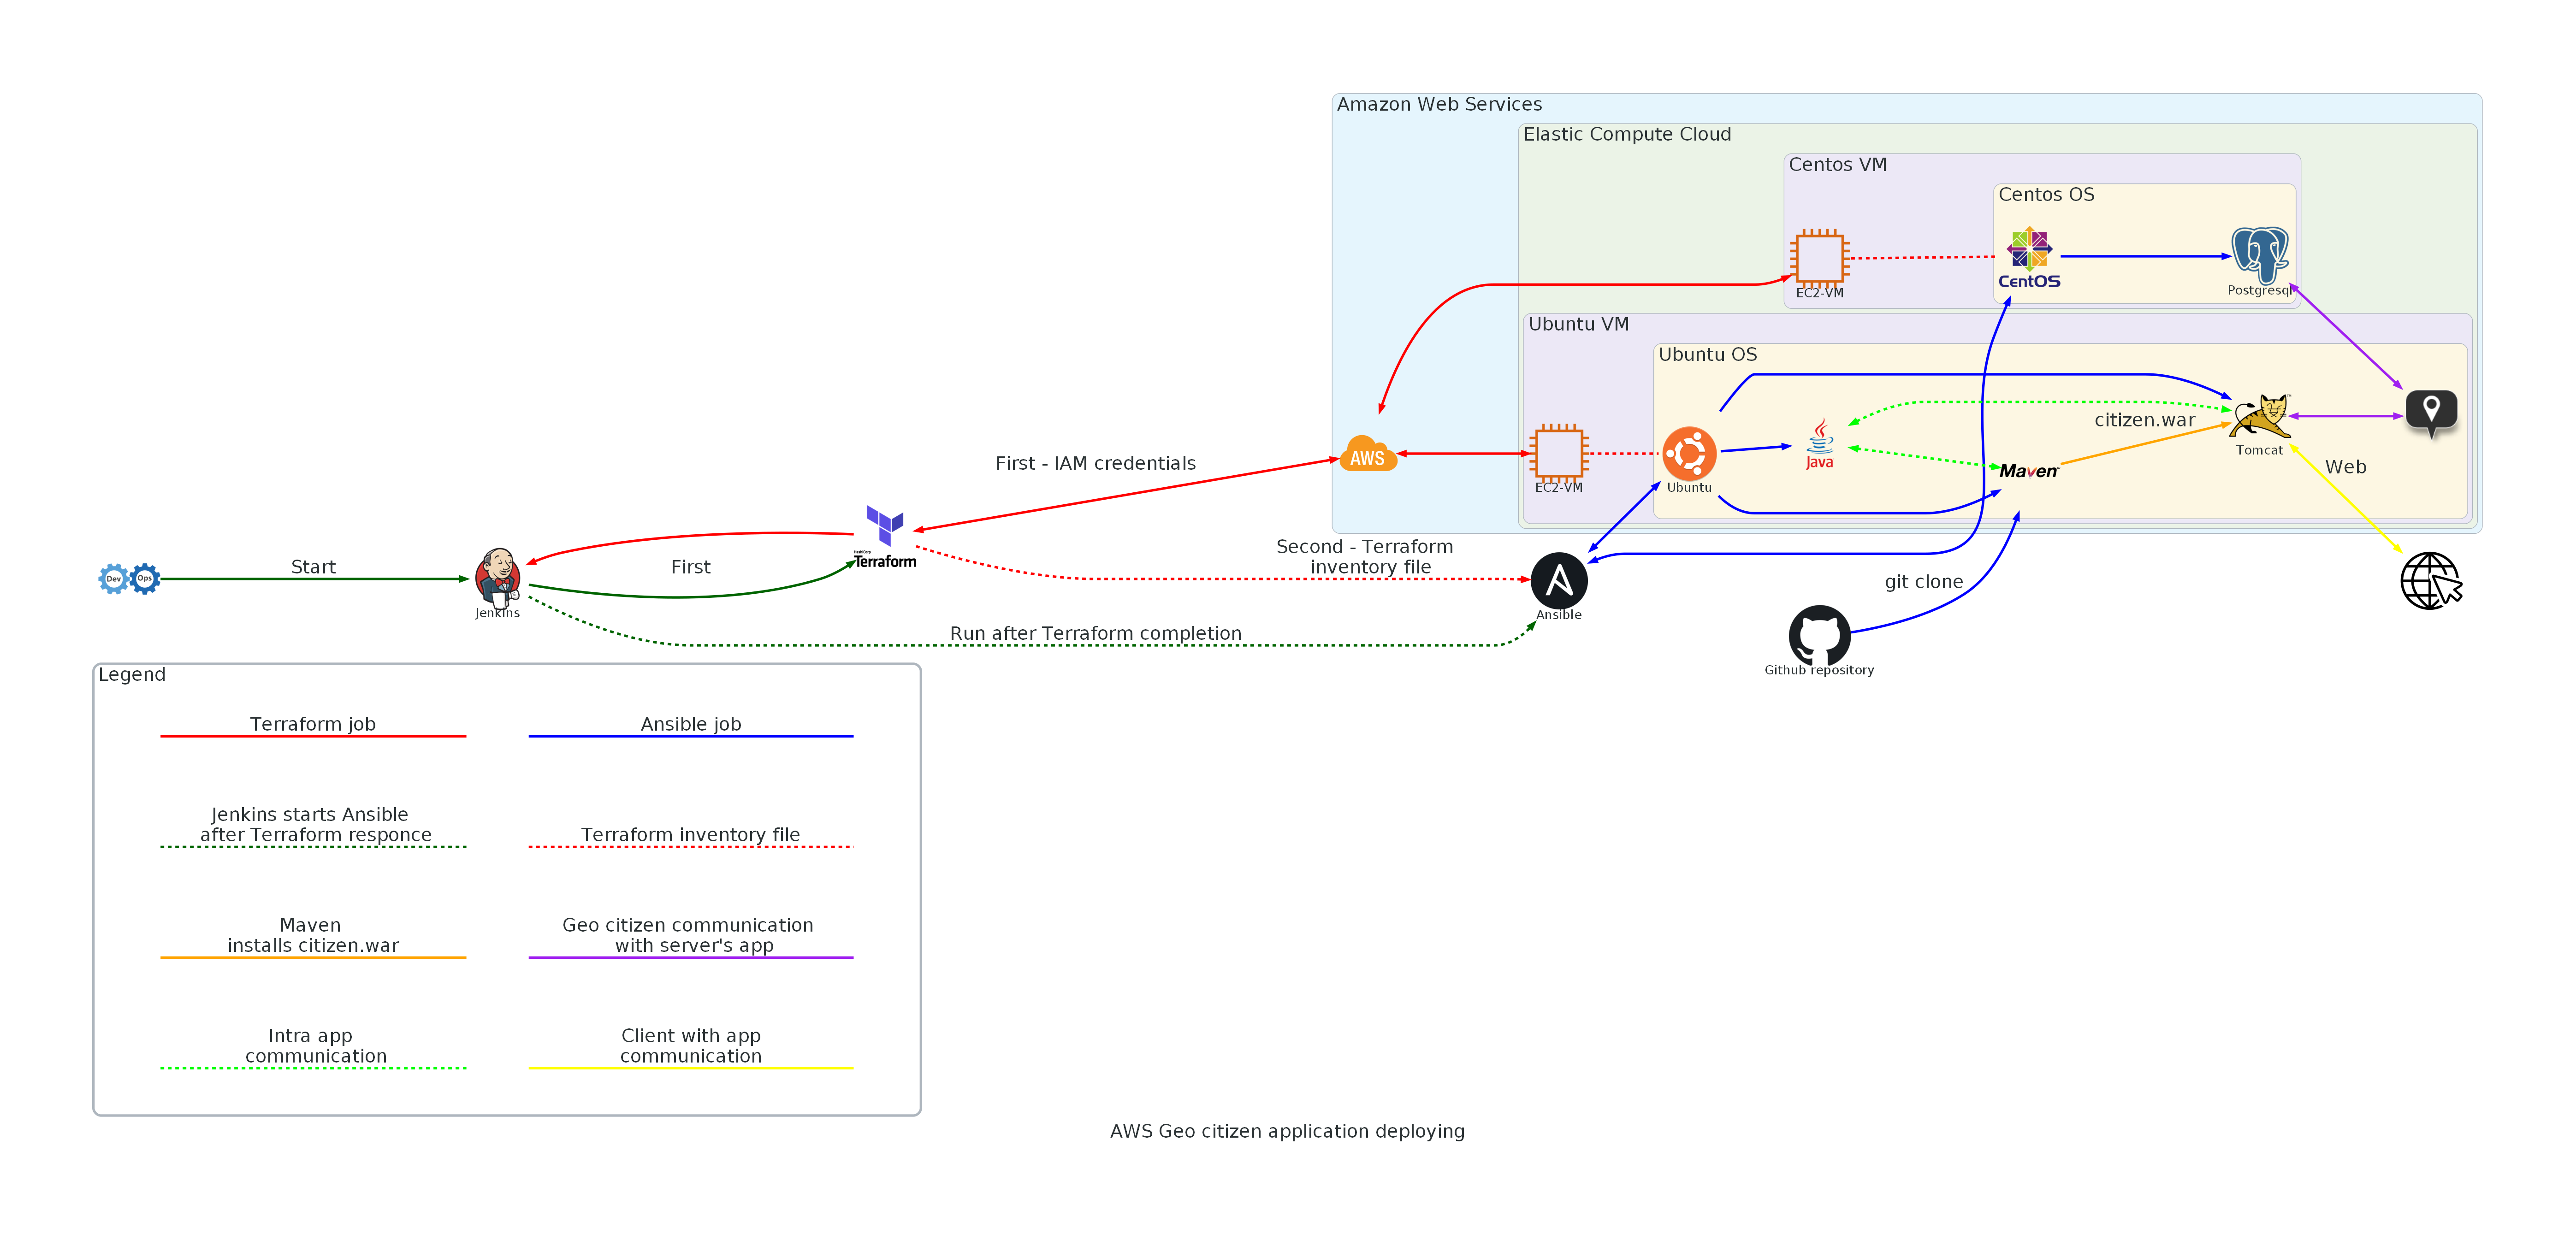 Amazon Web Services
Elastic Compute Cloud
Centos VM
Centos OS
CentOS
EC2-VM
Postgresql
Ubuntu VM
Ubuntu OS
citizen.war
Java
Maven
Tomcat
Web
AWS
EC2-VM
Ubuntu
First - IAM credentials
Dev
Ops
Start
Jenkins
First
HashiCorp
Terraform
Second - Terraform
inventory file
Ansible
git clone
Github repository
Run after Terraform completion
Legend
Terraform job
Ansible job
Jenkins starts Ansible
after Terraform responce
Terraform inventory file
Maven
installs citizen.war
Geo citizen communication
with server's app
Intra app
communication
Client with app
communication
AWS Geo citizen application deploying